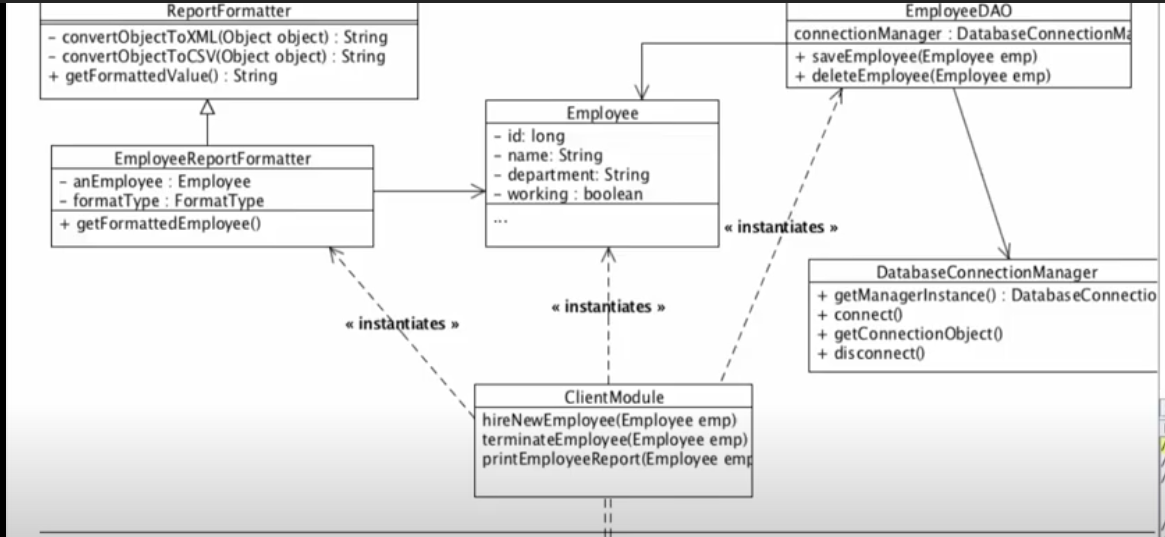 ReportFormatter
- convertObjectToXML(Object object) : String
- convertObjectToCSV(Object object) : String
+ getFormattedValue() : String
EmployeeDAO
connectionManager : DatabaseConnectionMa
+ saveEmployee(Employee emp)
+ deleteEmployee(Employee emp)
Employee
- id: long
- name: String
- department: String
- working : boolean
...
EmployeeReportFormatter
- anEmployee : Employee
- formatType : FormatType
+ getFormattedEmployee()
« instantiates »
DatabaseConnectionManager
+ getManagerInstance() : DatabaseConnectio
+ connect()
+ getConnectionObject()
+ disconnect()
« instantiates »
« instantiates »
ClientModule
hireNewEmployee(Employee emp)
terminateEmployee(Employee emp)
printEmployeeReport(Employee emp